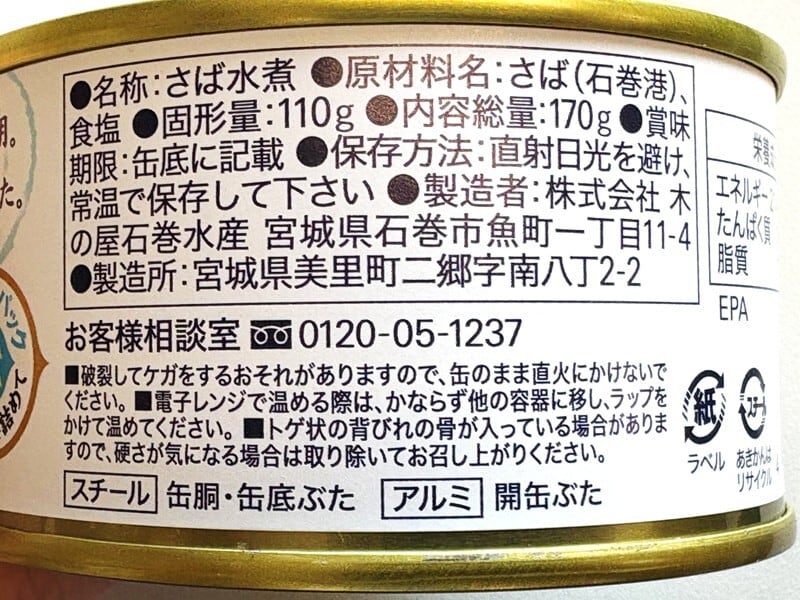 ●名称:さば水煮 ●原材料名:さば(石巻港)、
食塩 ●固形量:110g ●内容総量:170g ●賞味
期限:缶底に記載 ●保存方法:直射日光を避け、
常温で保存して下さい ●製造者:株式会社 木
の屋石巻水産 宮城県石巻市魚町一丁目11-4
●製造所:宮城県美里町二郷字南八丁2-2
お客様相談室 0120-05-1237
■破裂してケガをするおそれがありますので、缶のまま直火にかけないで
ください。■電子レンジで温める際は、かならず他の容器に移し、ラップを
かけて温めてください。■トゲ状の背びれの骨が入っている場合がありま
すので、硬さが気になる場合は取り除いてお召し上がりください。
スチール 缶胴・缶底ぶた アルミ 開缶ぶた
た。
パック
詰めて
栄養
エネルギー
たんぱく質
脂質
EPA
紙
ラベル
スチール
あきかんは
リサイクル